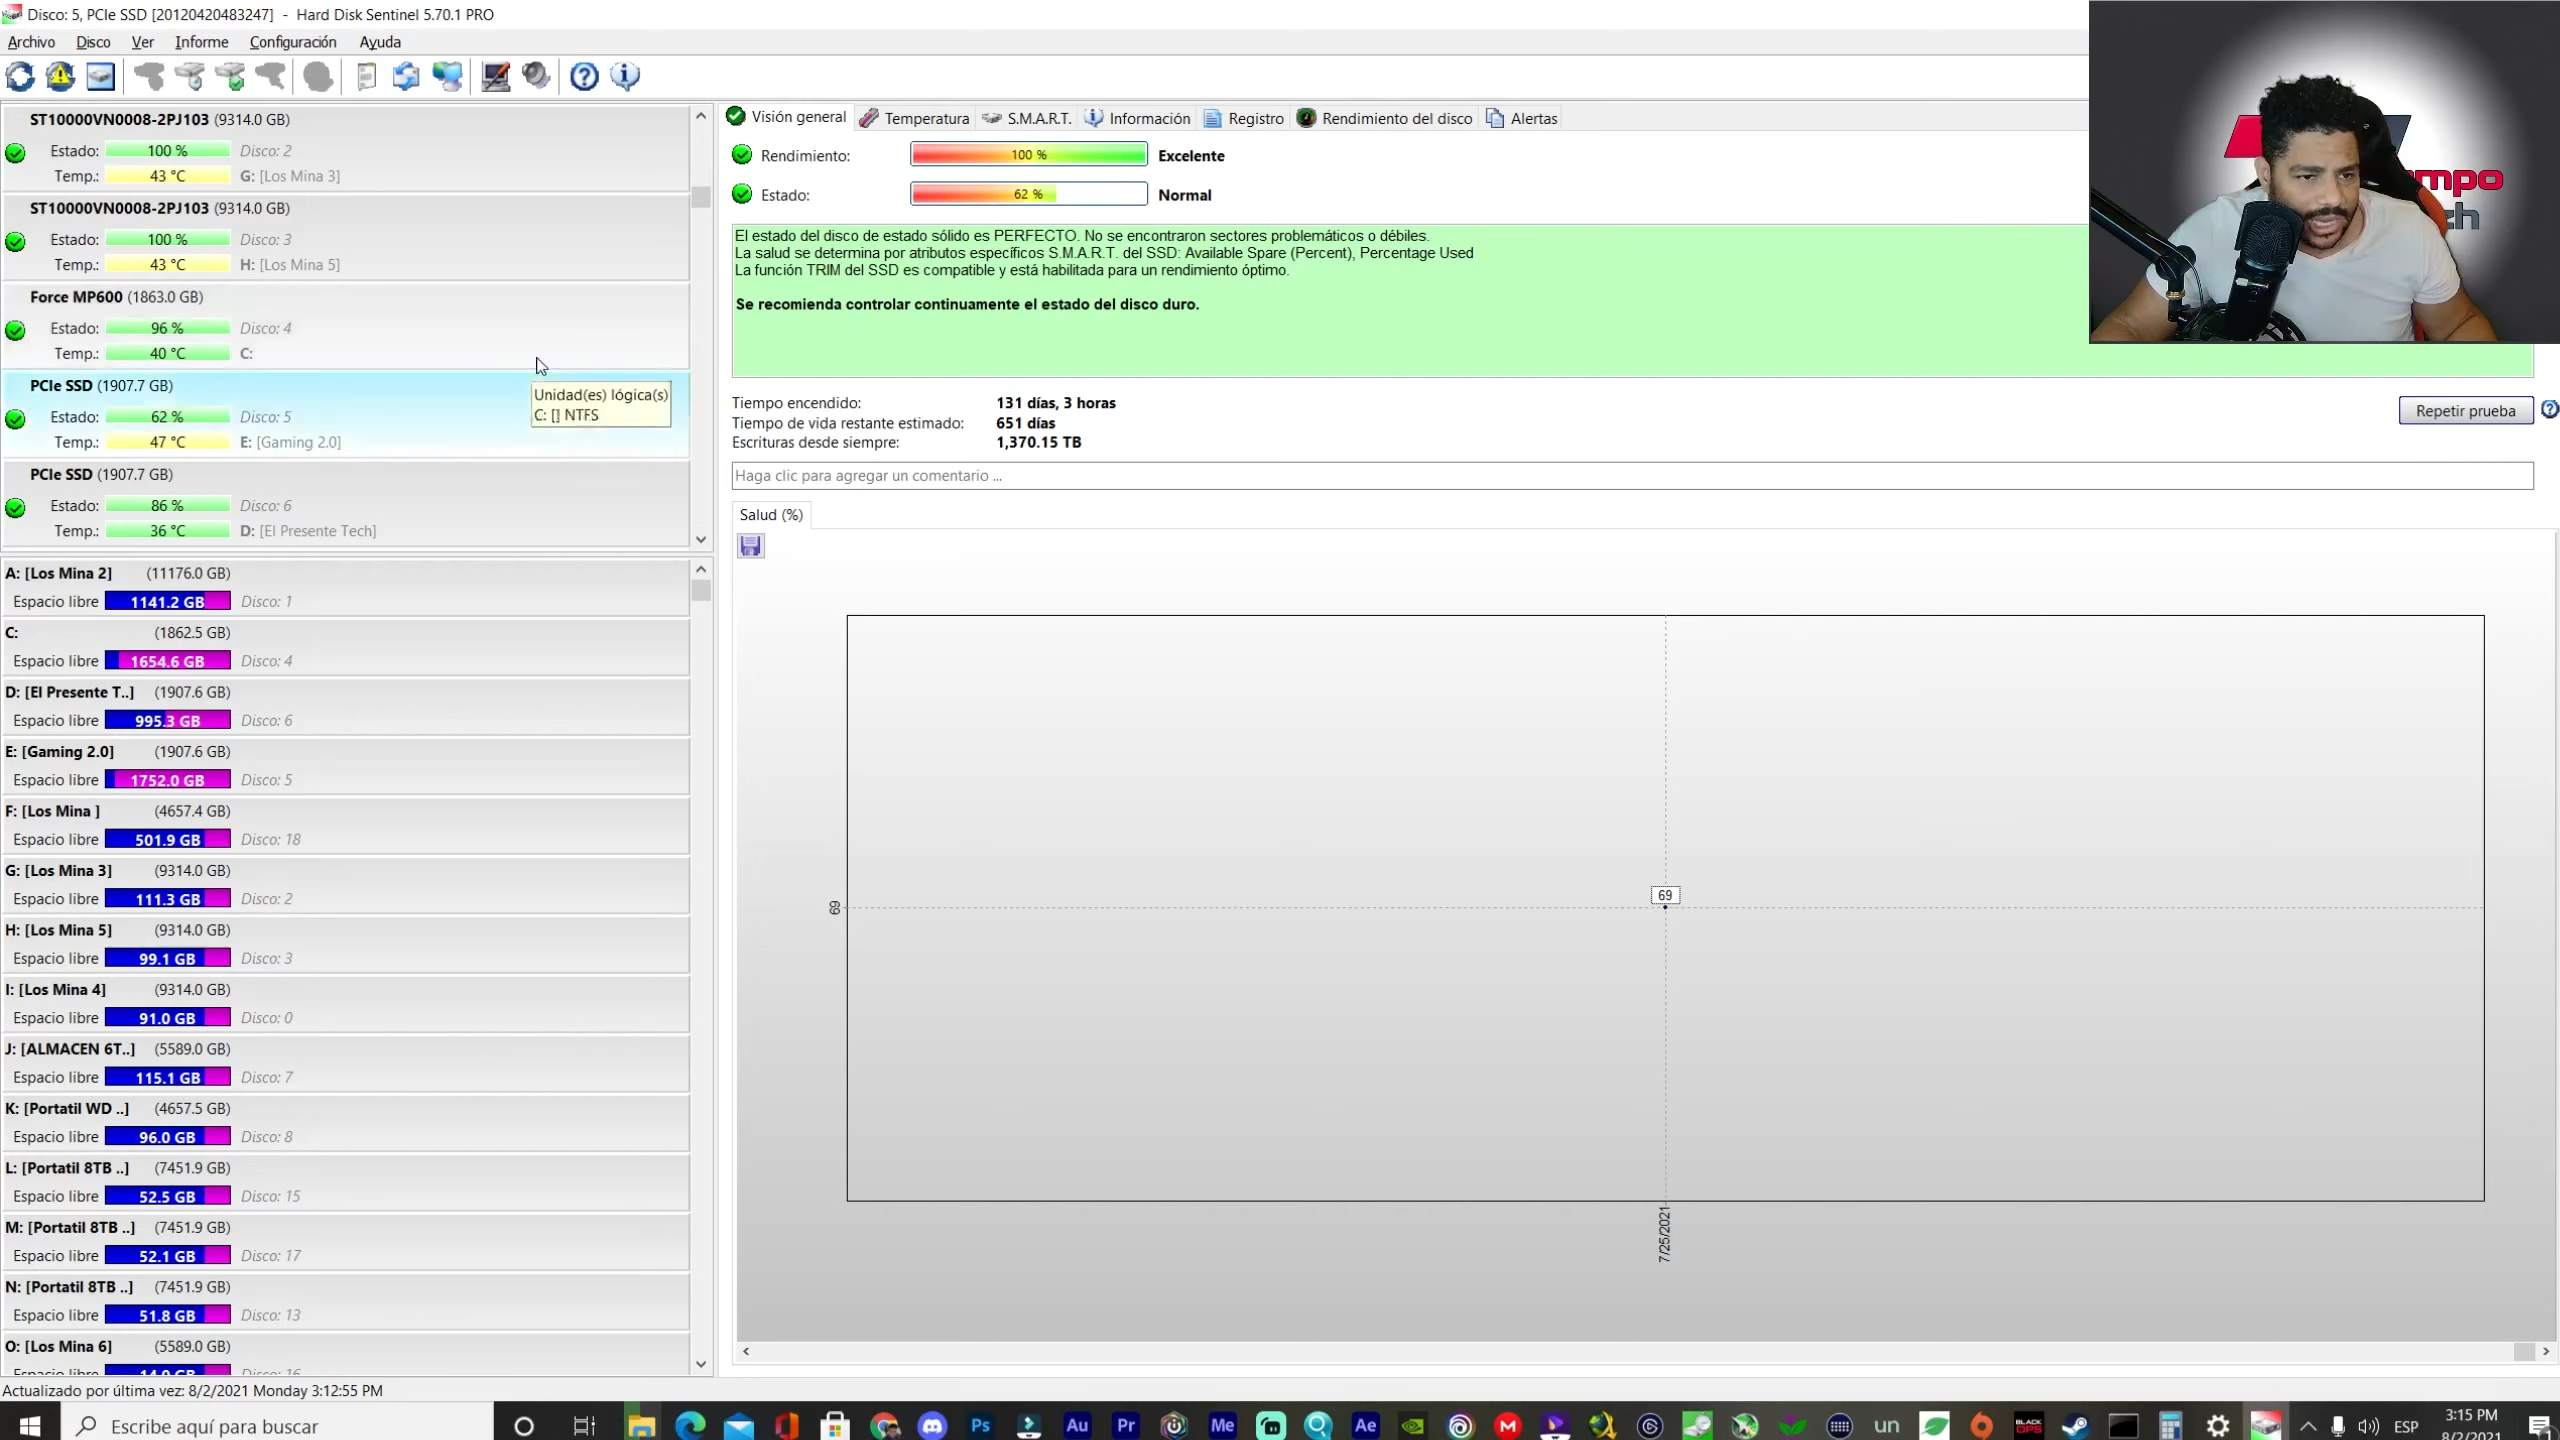 Disco: 5, PCIe SSD [20120420483247] - Hard Disk Sentinel 5.70.1 PRO
Archivo Disco Ver Informe Configuración Ayuda
ST10000VN0008-2PJ103 (9314.0 GB)
Estado: 100 % Disco: 2
Temp.: 43 °C G: [Los Mina 3]
ST10000VN0008-2PJ103 (9314.0 GB)
Estado: 100 % Disco: 3
Temp.: 43 °C H: [Los Mina 5]
Force MP600 (1863.0 GB)
Estado: 96 % Disco: 4
Temp.: 40 °C C:
PCIe SSD (1907.7 GB)
Estado: 62 % Disco: 5
Temp.: 47 °C E: [Gaming 2.0]
Unidad(es) lógica(s)
C: [] NTFS
PCIe SSD (1907.7 GB)
Estado: 86 % Disco: 6
Temp.: 36 °C D: [El Presente Tech]
A: [Los Mina 2] (11176.0 GB)
Espacio libre 1141.2 GB Disco: 1
C: (1862.5 GB)
Espacio libre 1654.6 GB Disco: 4
D: [El Presente T..] (1907.6 GB)
Espacio libre 995.3 GB Disco: 6
E: [Gaming 2.0] (1907.6 GB)
Espacio libre 1752.0 GB Disco: 5
F: [Los Mina ] (4657.4 GB)
Espacio libre 501.9 GB Disco: 18
G: [Los Mina 3] (9314.0 GB)
Espacio libre 111.3 GB Disco: 2
H: [Los Mina 5] (9314.0 GB)
Espacio libre 99.1 GB Disco: 3
I: [Los Mina 4] (9314.0 GB)
Espacio libre 91.0 GB Disco: 0
J: [ALMACEN 6T..] (5589.0 GB)
Espacio libre 115.1 GB Disco: 7
K: [Portatil WD ..] (4657.5 GB)
Espacio libre 96.0 GB Disco: 8
L: [Portatil 8TB ..] (7451.9 GB)
Espacio libre 52.5 GB Disco: 15
M: [Portatil 8TB ..] (7451.9 GB)
Espacio libre 52.1 GB Disco: 17
N: [Portatil 8TB ..] (7451.9 GB)
Espacio libre 51.8 GB Disco: 13
O: [Los Mina 6] (5589.0 GB)
Espacio libre 14.0 GB Disco: 16
Visión general Temperatura S.M.A.R.T. Información Registro Rendimiento del disco Alertas
Rendimiento: 100 % Excelente
Estado: 62 % Normal
El estado del disco de estado sólido es PERFECTO. No se encontraron sectores problemáticos o débiles.
La salud se determina por atributos específicos S.M.A.R.T. del SSD: Available Spare (Percent), Percentage Used
La función TRIM del SSD es compatible y está habilitada para un rendimiento óptimo.
Se recomienda controlar continuamente el estado del disco duro.
Tiempo encendido: 131 días, 3 horas
Tiempo de vida restante estimado: 651 días
Escrituras desde siempre: 1,370.15 TB
Repetir prueba
Haga clic para agregar un comentario ...
Salud (%)
69
69
7/25/2021
Actualizado por última vez: 8/2/2021 Monday 3:12:55 PM
Escribe aquí para buscar
Ps Au Pr Me Ae un
ESP
3:15 PM
8/2/2021